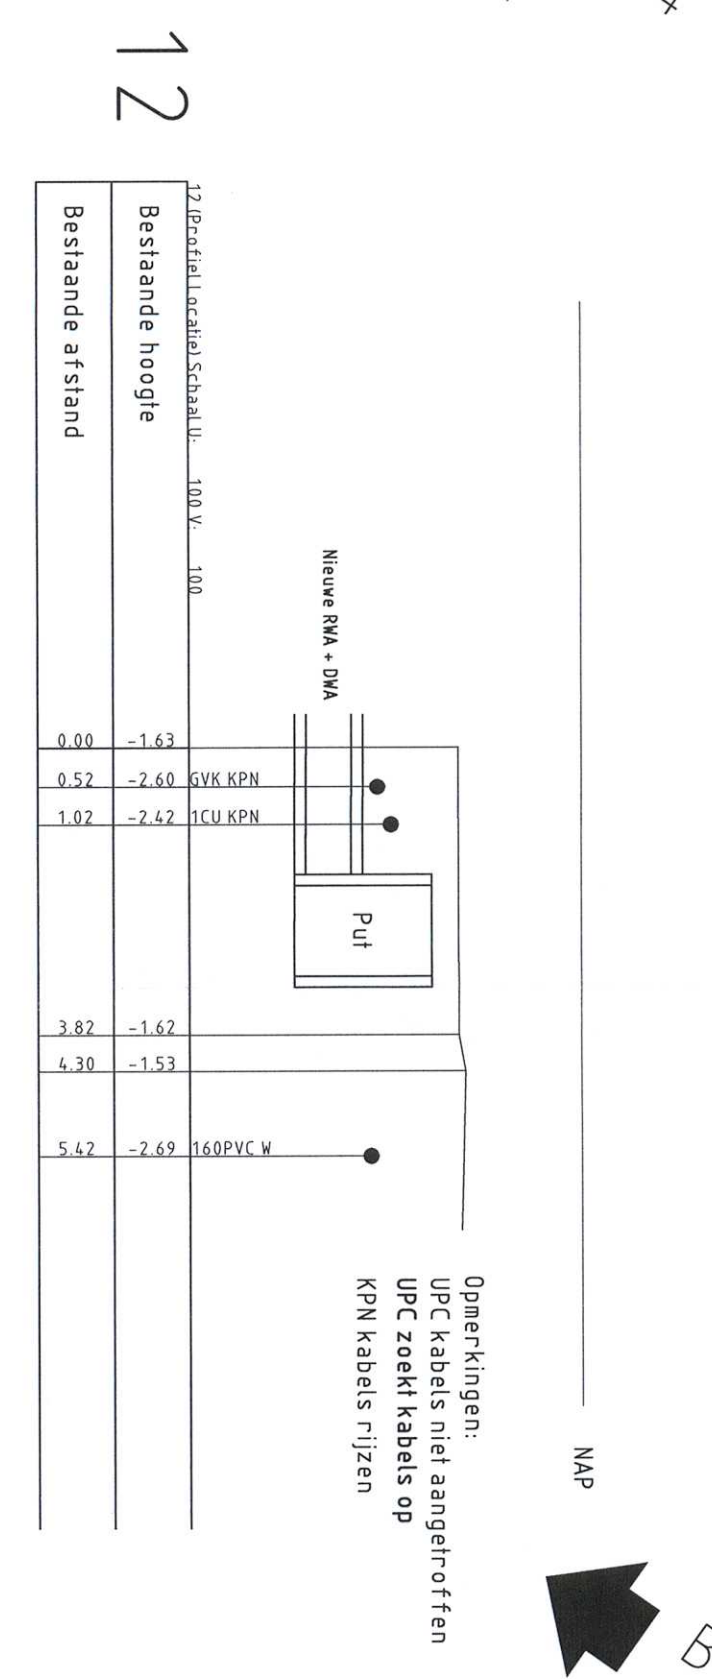 12
NAP
Opmerkingen:
UPC kabels niet aangetroffen
UPC zoekt kabels op
KPN kabels rijzen
Nieuwe RWA + DWA
Put
12 (Profiel Locatie) Schaal U: 100 V: 100
GVK KPN
1CU KPN
160PVC W
Bestaande hoogte
-1.63
-2.60
-2.42
-1.62
-1.53
-2.69
Bestaande afstand
0.00
0.52
1.02
3.82
4.30
5.42
B